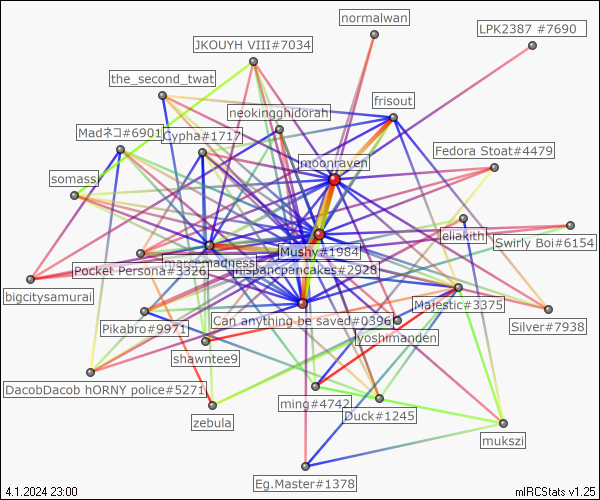 normalwan
LPK2387 #7690
JKOUYH VIII#7034
the_second_twat
frisout
neokingghidorah
Madネコ#6901
Cypha#1717
Fedora Stoat#4479
moonraven
somassi
eliakith
Swirly Boi#6154
Mushy#1984
marcomadness
Pocket Persona#3326
mispancpancakes#2928
bigcitysamurai
Majestic#3375
Silver#7938
Can anything be saved#0396
Pikabro#9971
yoshimanden
shawntee9
DacobDacob hORNY police#5271
ming#4742
Duck#1245
zebula
mukszi
Eg.Master#1378
4.1.2024 23:00
mIRCStats v1.25